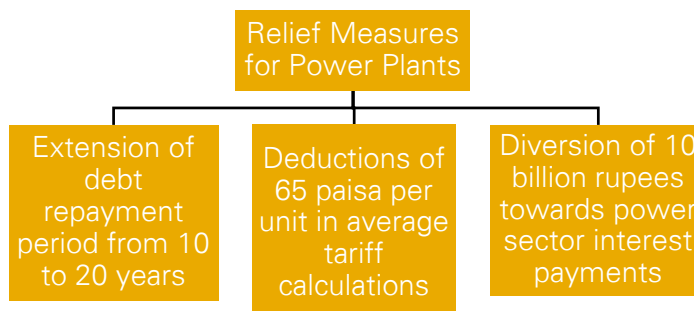 Relief Measures
for Power Plants
Extension of
debt
repayment
period from 10
to 20 years
Deductions of
65 paisa per
unit in average
tariff
calculations
Diversion of 10
billion rupees
towards power
sector interest
payments